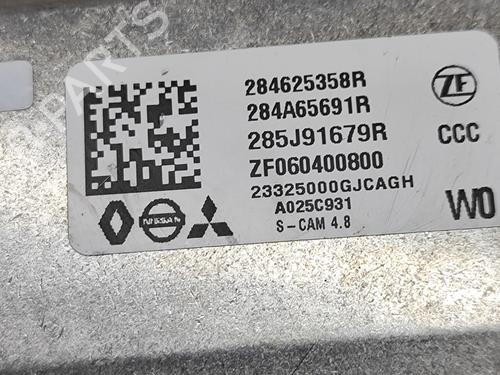 284625358R
284A65691R
285J91679R
ZF060400800
23325000GJCAGH
A025C931
S-CAM 4.8
ZF
CCC
W0
NISSAN